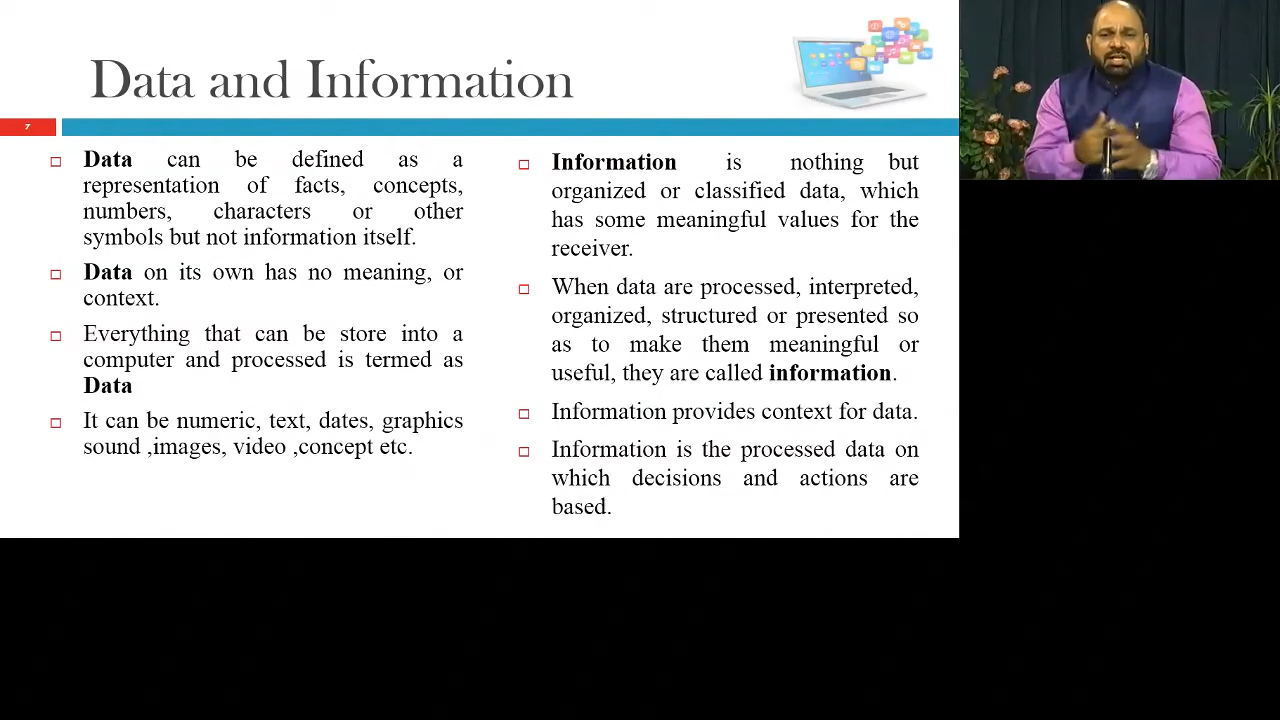 Data and Information
7
Data can be defined as a
representation of facts, concepts,
numbers, characters or other
symbols but not information itself.
Data on its own has no meaning, or
context.
Everything that can be store into a
computer and processed is termed as
Data
It can be numeric, text, dates, graphics
sound ,images, video ,concept etc.
Information is nothing but
organized or classified data, which
has some meaningful values for the
receiver.
When data are processed, interpreted,
organized, structured or presented so
as to make them meaningful or
useful, they are called information.
Information provides context for data.
Information is the processed data on
which decisions and actions are
based.